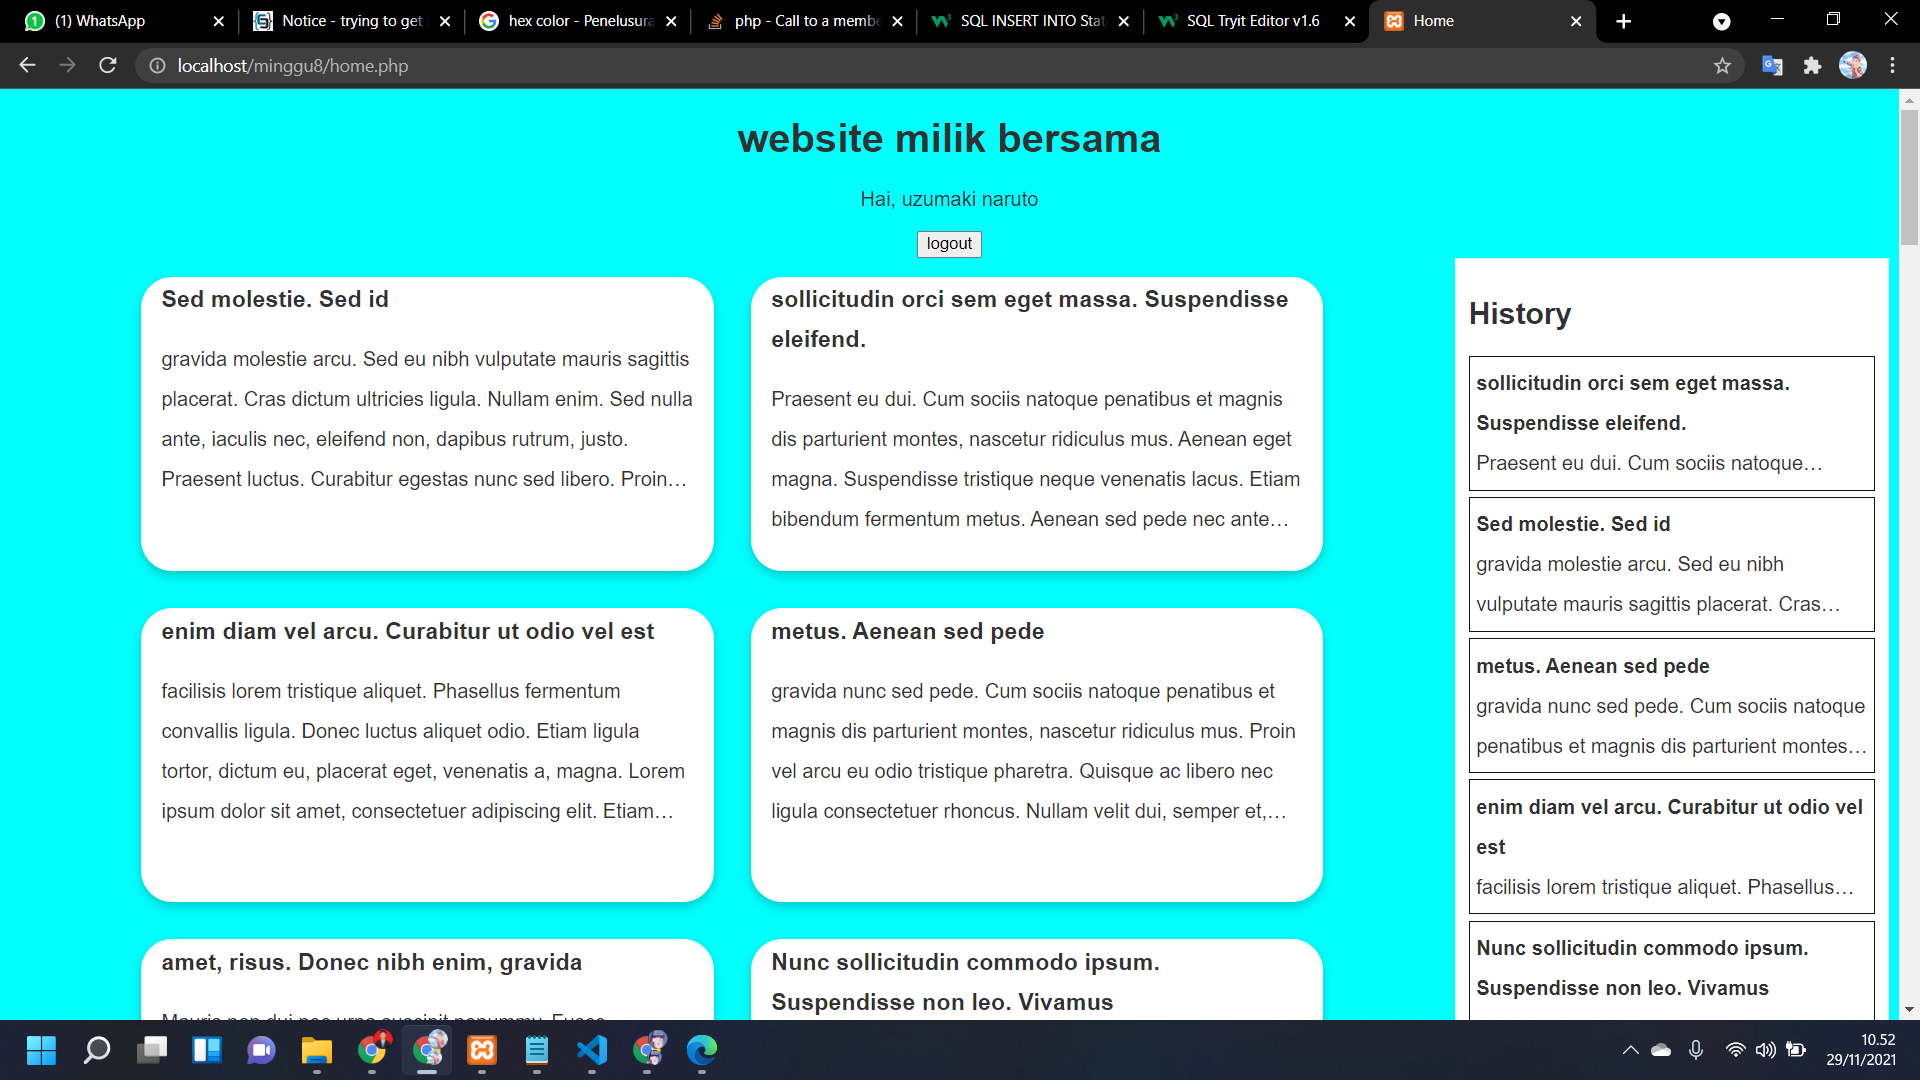 (1) WhatsApp
Notice - trying to get
hex color - Penelusura
php - Call to a membe
SQL INSERT INTO Stat
SQL Tryit Editor v1.6
Home
localhost/minggu8/home.php
website milik bersama
Hai, uzumaki naruto
logout
Sed molestie. Sed id
gravida molestie arcu. Sed eu nibh vulputate mauris sagittis
placerat. Cras dictum ultricies ligula. Nullam enim. Sed nulla
ante, iaculis nec, eleifend non, dapibus rutrum, justo.
Praesent luctus. Curabitur egestas nunc sed libero. Proin…
sollicitudin orci sem eget massa. Suspendisse
eleifend.
Praesent eu dui. Cum sociis natoque penatibus et magnis
dis parturient montes, nascetur ridiculus mus. Aenean eget
magna. Suspendisse tristique neque venenatis lacus. Etiam
bibendum fermentum metus. Aenean sed pede nec ante…
enim diam vel arcu. Curabitur ut odio vel est
facilisis lorem tristique aliquet. Phasellus fermentum
convallis ligula. Donec luctus aliquet odio. Etiam ligula
tortor, dictum eu, placerat eget, venenatis a, magna. Lorem
ipsum dolor sit amet, consectetuer adipiscing elit. Etiam…
metus. Aenean sed pede
gravida nunc sed pede. Cum sociis natoque penatibus et
magnis dis parturient montes, nascetur ridiculus mus. Proin
vel arcu eu odio tristique pharetra. Quisque ac libero nec
ligula consectetuer rhoncus. Nullam velit dui, semper et,…
amet, risus. Donec nibh enim, gravida
Mauris non dui nec urna suscipit nonummy. Fusce
Nunc sollicitudin commodo ipsum.
Suspendisse non leo. Vivamus
History
sollicitudin orci sem eget massa.
Suspendisse eleifend.
Praesent eu dui. Cum sociis natoque…
Sed molestie. Sed id
gravida molestie arcu. Sed eu nibh
vulputate mauris sagittis placerat. Cras…
metus. Aenean sed pede
gravida nunc sed pede. Cum sociis natoque
penatibus et magnis dis parturient montes…
enim diam vel arcu. Curabitur ut odio vel
est
facilisis lorem tristique aliquet. Phasellus…
Nunc sollicitudin commodo ipsum.
Suspendisse non leo. Vivamus
10.52
29/11/2021